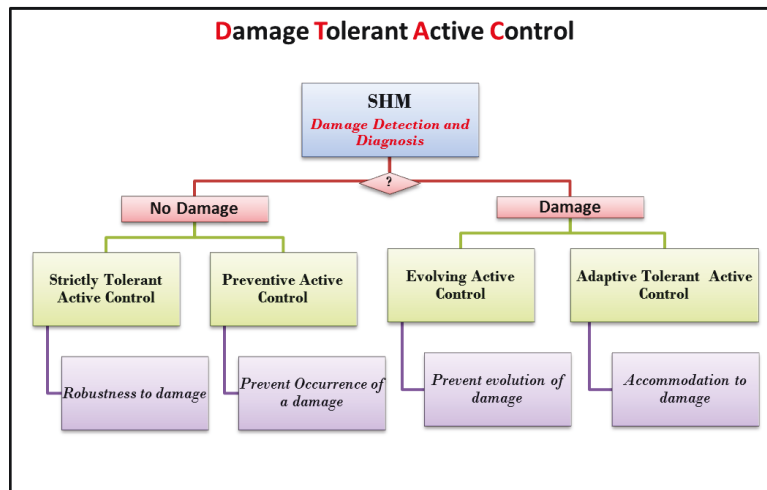 Damage Tolerant Active Control
SHM
Damage Detection and
Diagnosis
?
No Damage
Damage
Strictly Tolerant
Active Control
Preventive Active
Control
Evolving Active
Control
Adaptive Tolerant Active
Control
Robustness to damage
Prevent Occurrence of
a damage
Prevent evolution of
damage
Accommodation to
damage